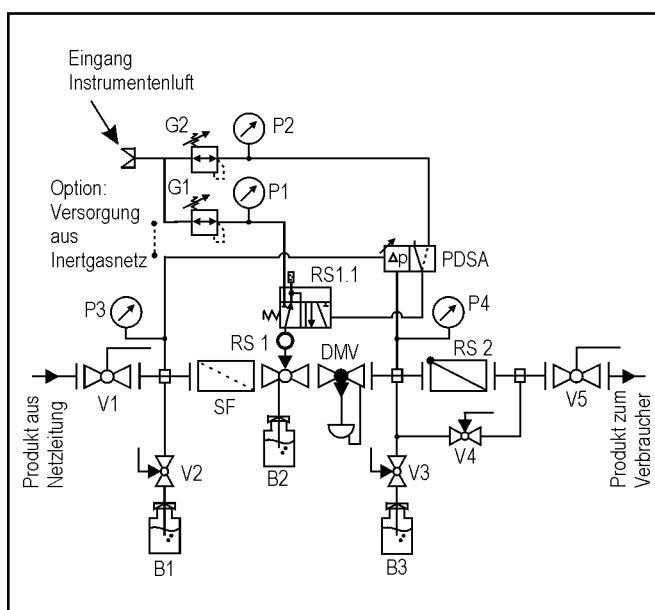 Eingang
Instrumentenluft
G2
P2
G1
P1
Option:
Versorgung
aus
Inertgasnetz
Δp
PDSA
RS1.1
P3
P4
RS 1
DMV
RS 2
V1
SF
V5
V4
Produkt aus
Netzleitung
Produkt zum
Verbraucher
V2
B2
V3
B1
B3